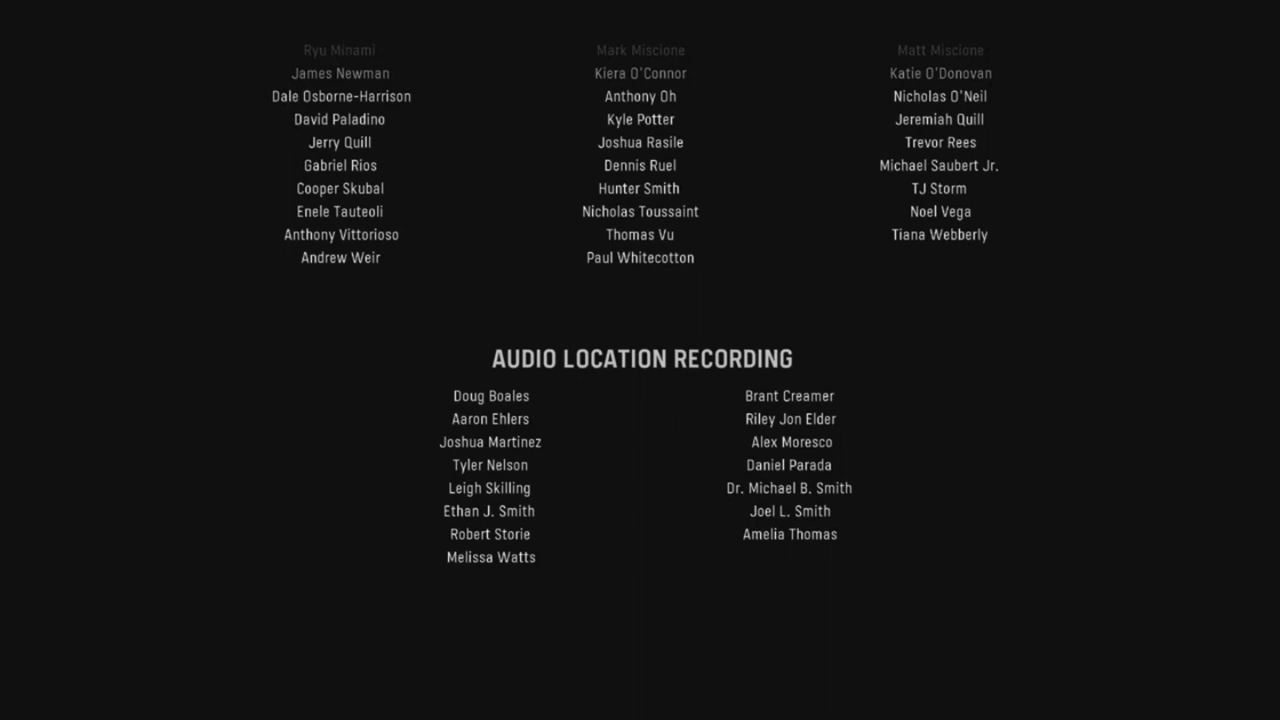 Ryu Minami Mark Miscione Matt Miscione
James Newman Kiera O'Connor Katie O'Donovan
Dale Osborne-Harrison Anthony Oh Nicholas O'Neil
David Paladino Kyle Potter Jeremiah Quill
Jerry Quill Joshua Rasile Trevor Rees
Gabriel Rios Dennis Ruel Michael Saubert Jr.
Cooper Skubal Hunter Smith TJ Storm
Enele Tauteoli Nicholas Toussaint Noel Vega
Anthony Vittorioso Thomas Vu Tiana Webberly
Andrew Weir Paul Whitecotton
AUDIO LOCATION RECORDING
Doug Boales Brant Creamer
Aaron Ehlers Riley Jon Elder
Joshua Martinez Alex Moresco
Tyler Nelson Daniel Parada
Leigh Skilling Dr. Michael B. Smith
Ethan J. Smith Joel L. Smith
Robert Storie Amelia Thomas
Melissa Watts